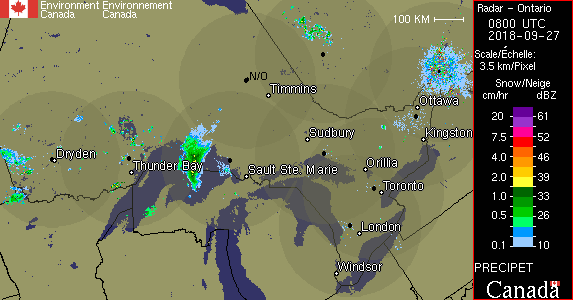 Environment Environnement
Canada Canada
100 KM
N/O
Timmins
Ottawa
Sudbury
Kingston
Dryden
Thunder Bay
Sault Ste. Marie
Orillia
Toronto
London
Windsor
Radar - Ontario
0800 UTC
2018-09-27
Scale/Échelle:
3.5 km/Pixel
Snow/Neige
cm/hr dBZ
20 61
7.5 52
4.0 46
2.0 39
1.0 33
0.5 26
0.1 10
PRECIPET
Canada